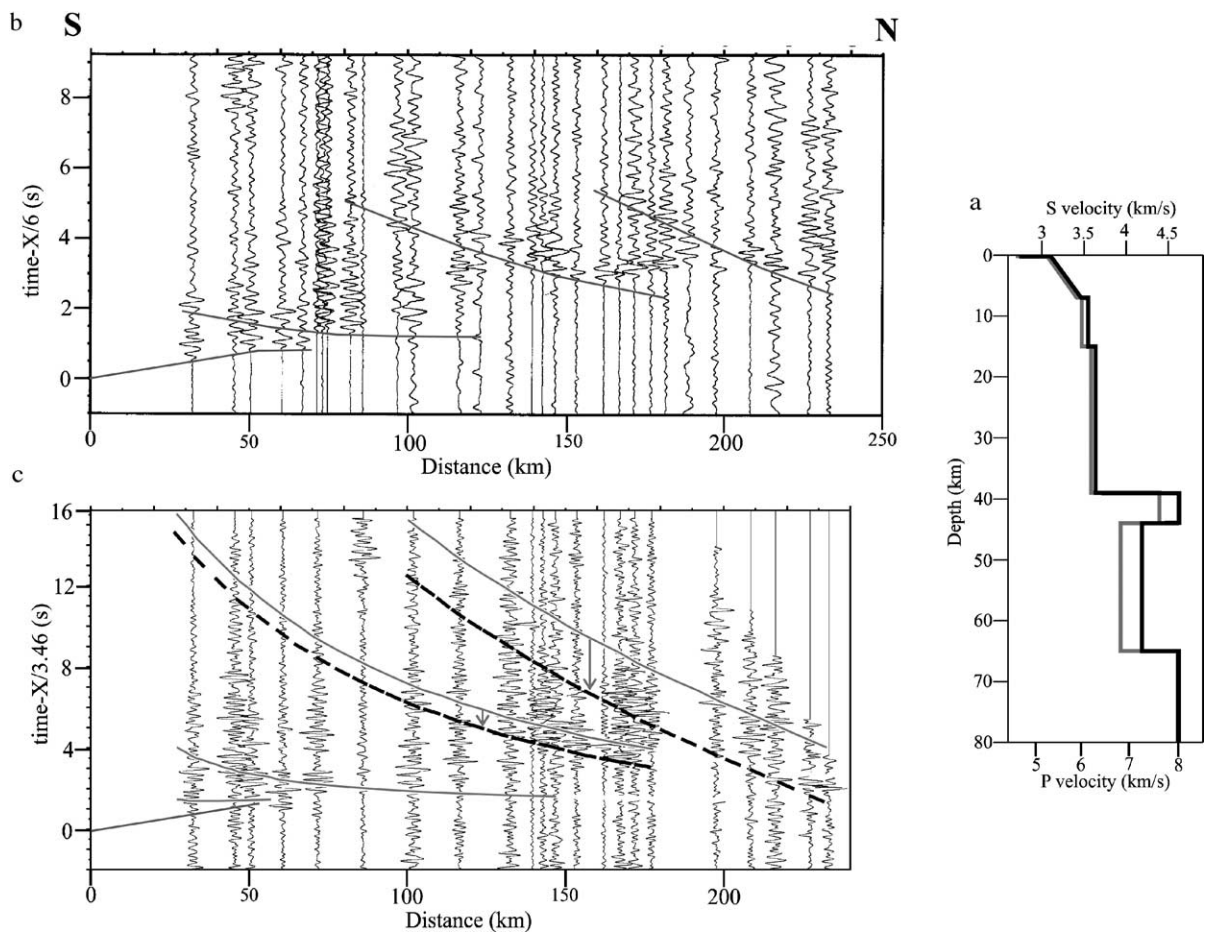 b S N
8
6
4
2
0
time-X/6 (s)
0 50 100 150 200 250
Distance (km)
c
16
12
8
4
0
time-X/3.46 (s)
0 50 100 150 200
Distance (km)
a
S velocity (km/s)
3 3.5 4 4.5
0
10
20
30
40
50
60
70
80
Depth (km)
5 6 7 8
P velocity (km/s)